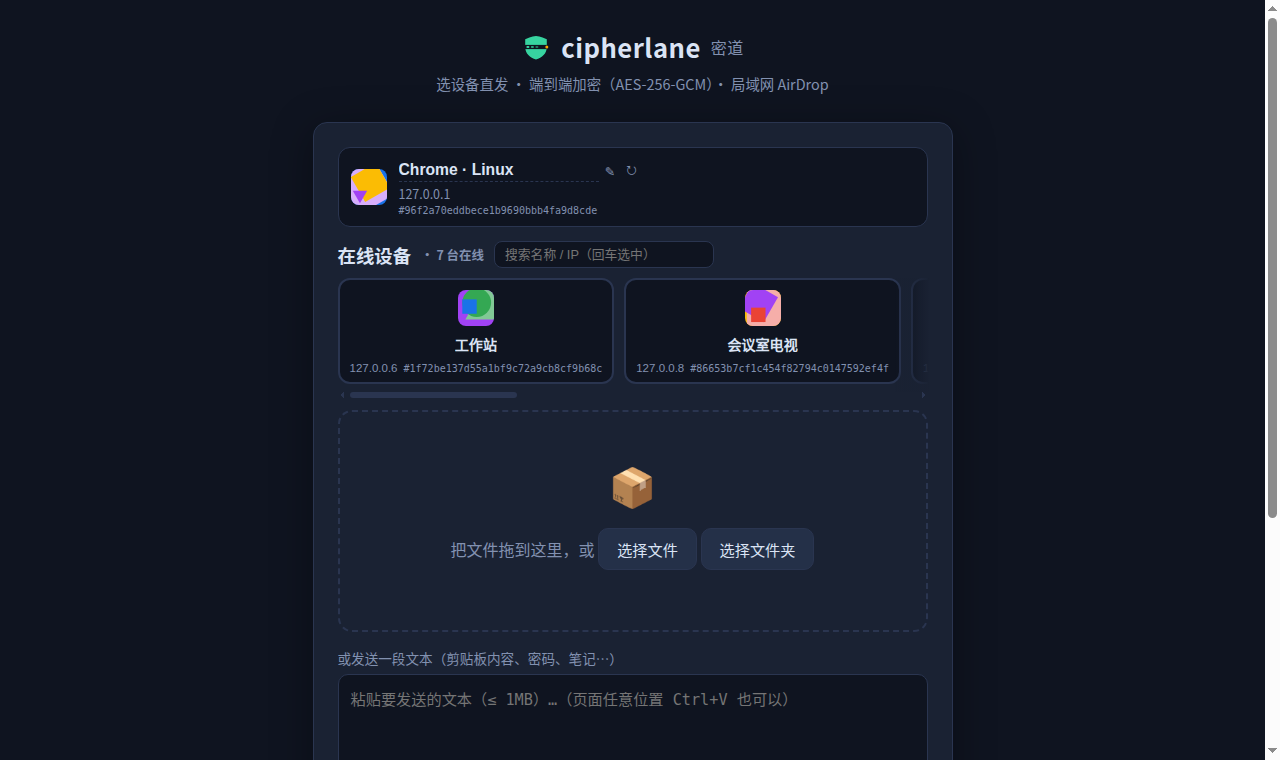 cipherlane 密道
选设备直发 · 端到端加密（AES-256-GCM）· 局域网 AirDrop
Chrome · Linux ✎ ↻
127.0.0.1
#96f2a70eddbece1b9690bbb4fa9d8cde
在线设备 · 7 台在线 搜索名称 / IP（回车选中）
工作站
127.0.0.6 #1f72be137d55a1bf9c72a9cb8cf9b68c
会议室电视
127.0.0.8 #86653b7cf1c454f82794c0147592ef4f
把文件拖到这里，或 选择文件 选择文件夹
或发送一段文本（剪贴板内容、密码、笔记…）
粘贴要发送的文本（≤ 1MB）…（页面任意位置 Ctrl+V 也可以）